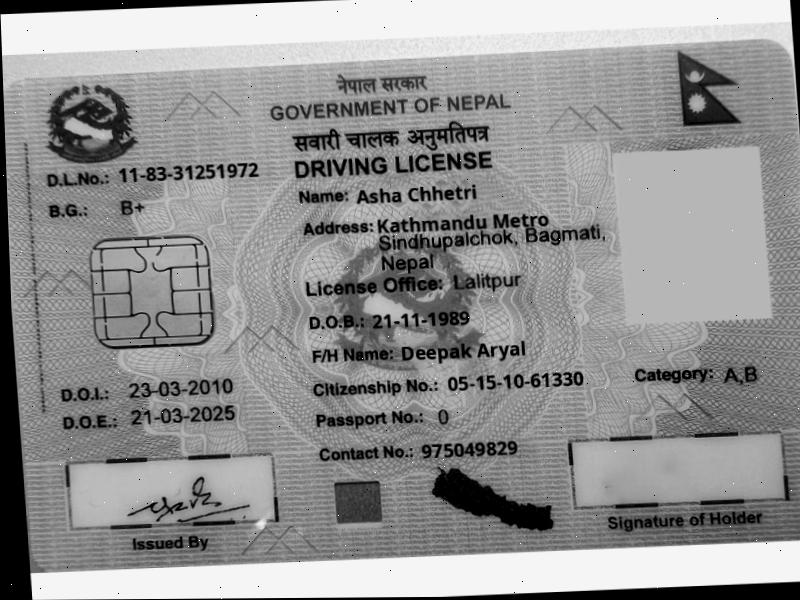 नेपाल सरकार
GOVERNMENT OF NEPAL
सवारी चालक अनुमतिपत्र
DRIVING LICENSE
D.L.No.: 11-83-31251972
B.G.: B+
Name: Asha Chhetri
Address: Kathmandu Metro
Sindhupalchok, Bagmati,
Nepal
License Office: Lalitpur
D.O.B.: 21-11-1989
F/H Name: Deepak Aryal
D.O.I.: 23-03-2010
Citizenship No.: 05-15-10-61330
Category: A,B
D.O.E.: 21-03-2025
Passport No.: 0
Contact No.: 975049829
Issued By
Signature of Holder